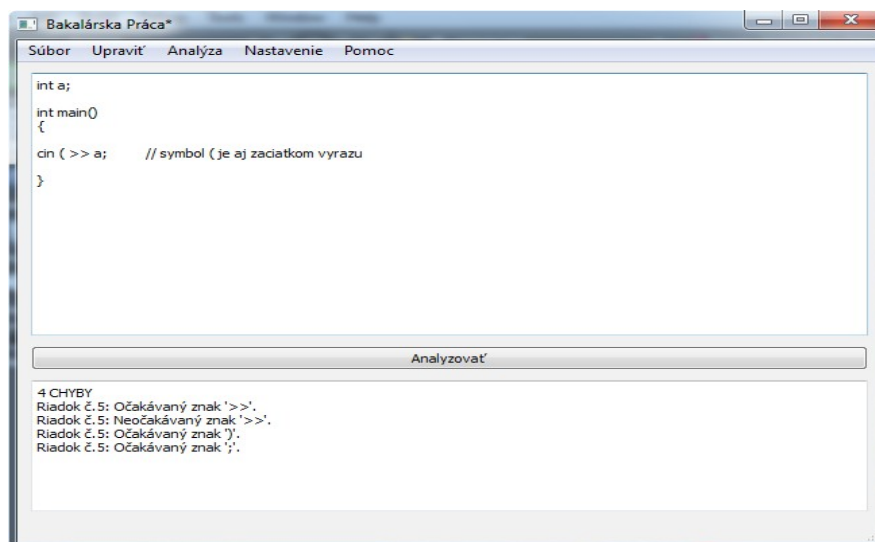 Bakalárska Práca*
Súbor Upraviť Analýza Nastavenie Pomoc
int a;
int main()
{
cin ( >> a; // symbol ( je aj zaciatkom vyrazu
}
Analyzovať
4 CHYBY
Riadok č.5: Očakávaný znak '>>'.
Riadok č.5: Neočakávaný znak '>>'.
Riadok č.5: Očakávaný znak ')'.
Riadok č.5: Očakávaný znak ';'.